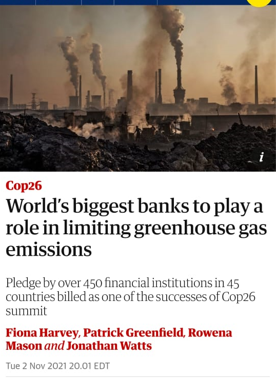 i
Cop26
World's biggest banks to play a
role in limiting greenhouse gas
emissions
Pledge by over 450 financial institutions in 45
countries billed as one of the successes of Cop26
summit
Fiona Harvey, Patrick Greenfield, Rowena
Mason and Jonathan Watts
Tue 2 Nov 2021 20.01 EDT